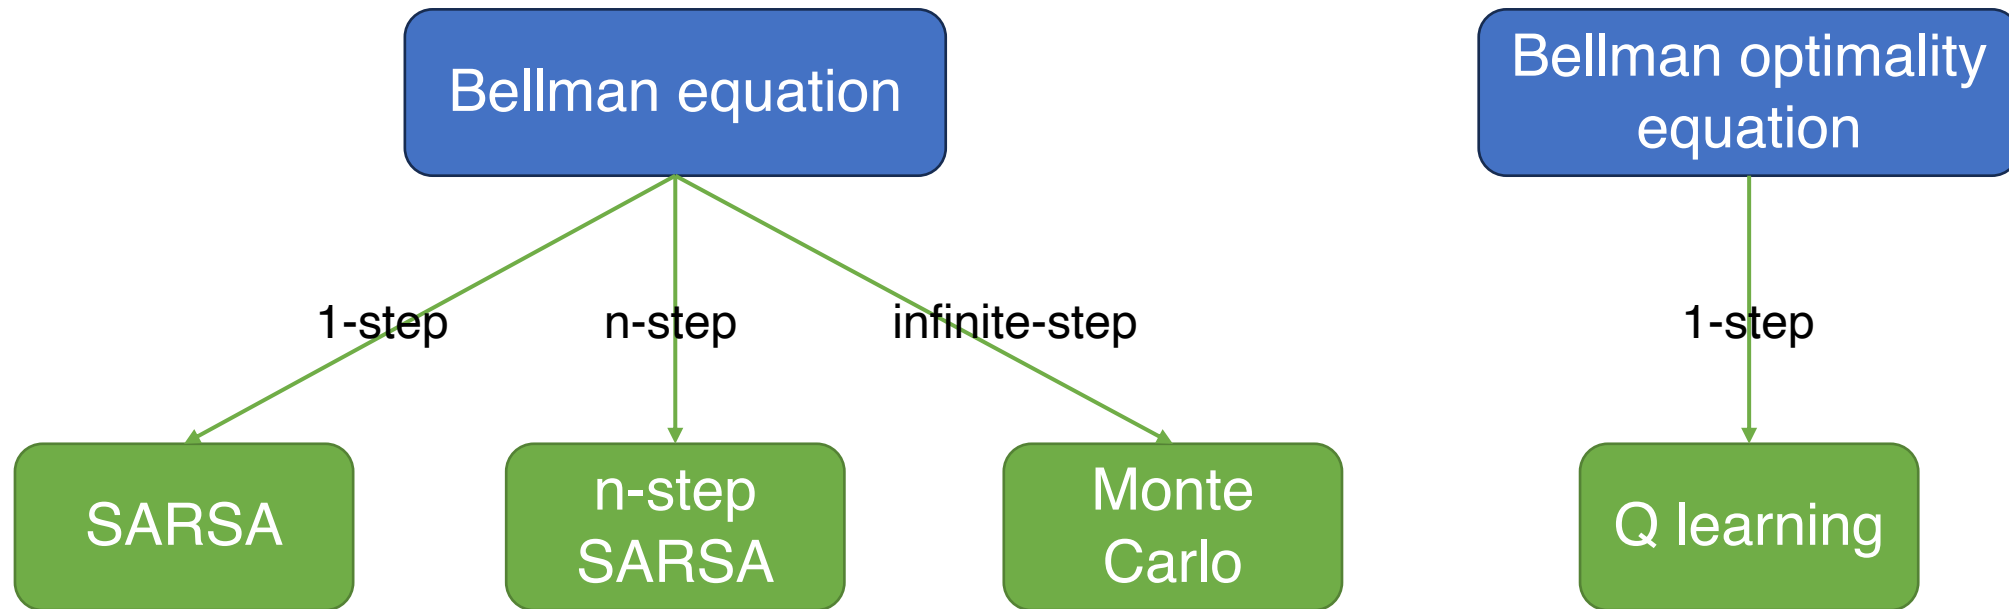 Bellman equation
Bellman optimality
equation
1-step
n-step
infinite-step
1-step
SARSA
n-step
SARSA
Monte
Carlo
Q learning